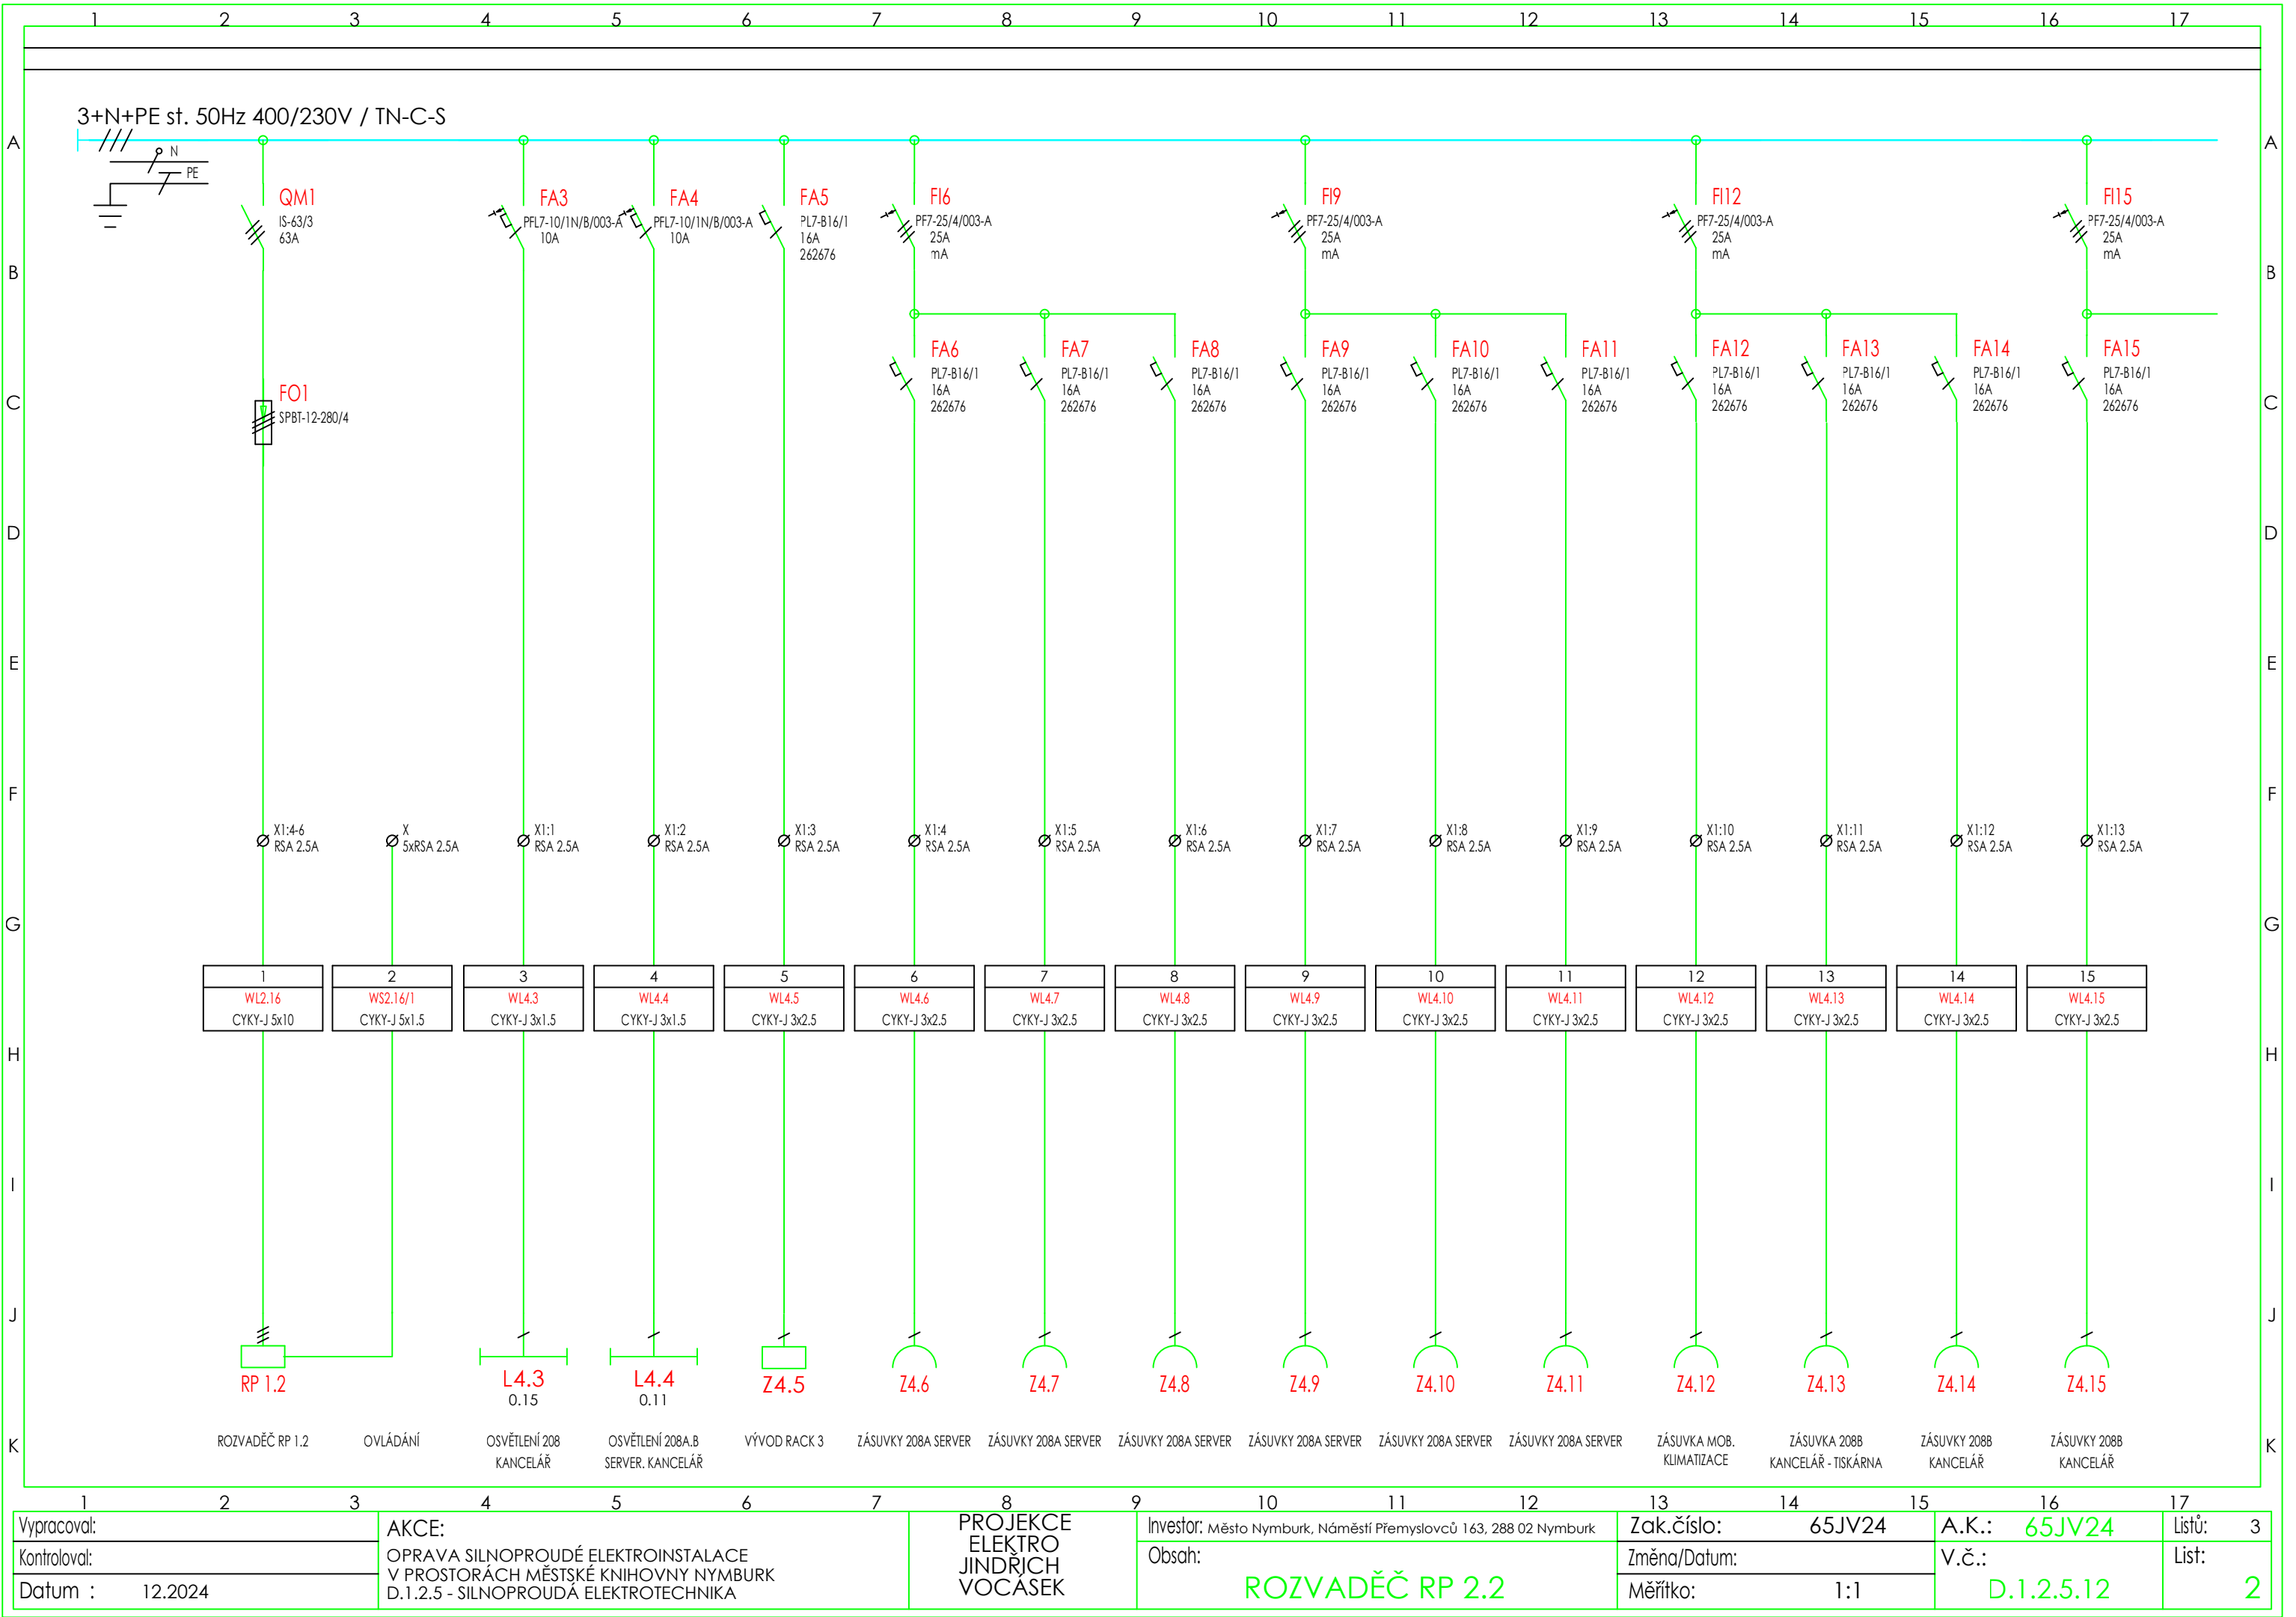 1 2 3 4 5 6 7 8 9 10 11 12 13 14 15 16 17
3+N+PE st. 50Hz 400/230V / TN-C-S
A A
N
PE
QM1
IS-63/3
63A
FA3
PFL7-10/1N/B/003-A
10A
FA4
PFL7-10/1N/B/003-A
10A
FA5
PL7-B16/1
16A
262676
FI6
PF7-25/4/003-A
25A
mA
FI9
PF7-25/4/003-A
25A
mA
FI12
PF7-25/4/003-A
25A
mA
FI15
PF7-25/4/003-A
25A
mA
B B
FO1
SPBT-12-280/4
FA6
PL7-B16/1
16A
262676
FA7
PL7-B16/1
16A
262676
FA8
PL7-B16/1
16A
262676
FA9
PL7-B16/1
16A
262676
FA10
PL7-B16/1
16A
262676
FA11
PL7-B16/1
16A
262676
FA12
PL7-B16/1
16A
262676
FA13
PL7-B16/1
16A
262676
FA14
PL7-B16/1
16A
262676
FA15
PL7-B16/1
16A
262676
C C
D D
E E
F F
X1:4-6
RSA 2.5A
X
5xRSA 2.5A
X1:1
RSA 2.5A
X1:2
RSA 2.5A
X1:3
RSA 2.5A
X1:4
RSA 2.5A
X1:5
RSA 2.5A
X1:6
RSA 2.5A
X1:7
RSA 2.5A
X1:8
RSA 2.5A
X1:9
RSA 2.5A
X1:10
RSA 2.5A
X1:11
RSA 2.5A
X1:12
RSA 2.5A
X1:13
RSA 2.5A
G G
1
WL2.16
CYKY-J 5x10
2
WS2.16/1
CYKY-J 5x1.5
3
WL4.3
CYKY-J 3x1.5
4
WL4.4
CYKY-J 3x1.5
5
WL4.5
CYKY-J 3x2.5
6
WL4.6
CYKY-J 3x2.5
7
WL4.7
CYKY-J 3x2.5
8
WL4.8
CYKY-J 3x2.5
9
WL4.9
CYKY-J 3x2.5
10
WL4.10
CYKY-J 3x2.5
11
WL4.11
CYKY-J 3x2.5
12
WL4.12
CYKY-J 3x2.5
13
WL4.13
CYKY-J 3x2.5
14
WL4.14
CYKY-J 3x2.5
15
WL4.15
CYKY-J 3x2.5
H H
I I
J J
RP 1.2
ROZVADĚČ RP 1.2
OVLÁDÁNÍ
L4.3
0.15
OSVĚTLENÍ 208
KANCELÁŘ
L4.4
0.11
OSVĚTLENÍ 208A.B
SERVER. KANCELÁŘ
Z4.5
VÝVOD RACK 3
Z4.6
ZÁSUVKY 208A SERVER
Z4.7
ZÁSUVKY 208A SERVER
Z4.8
ZÁSUVKY 208A SERVER
Z4.9
ZÁSUVKY 208A SERVER
Z4.10
ZÁSUVKY 208A SERVER
Z4.11
ZÁSUVKY 208A SERVER
Z4.12
ZÁSUVKA MOB.
KLIMATIZACE
Z4.13
ZÁSUVKA 208B
KANCELÁŘ - TISKÁRNA
Z4.14
ZÁSUVKY 208B
KANCELÁŘ
Z4.15
ZÁSUVKY 208B
KANCELÁŘ
K K
1 2 3 4 5 6 7 8 9 10 11 12 13 14 15 16 17
Vypracoval:
Kontroloval:
Datum : 12.2024
AKCE:
OPRAVA SILNOPROUDÉ ELEKTROINSTALACE
V PROSTORÁCH MĚSTSKÉ KNIHOVNY NYMBURK
D.1.2.5 - SILNOPROUDÁ ELEKTROTECHNIKA
PROJEKCE
ELEKTRO
JINDŘICH
VOCÁSEK
Investor: Město Nymburk, Náměstí Přemyslovců 163, 288 02 Nymburk
Obsah:
ROZVADĚČ RP 2.2
Zak.číslo: 65JV24
Změna/Datum:
Měřítko: 1:1
A.K.: 65JV24
V.č.:
D.1.2.5.12
Listů: 3
List:
2